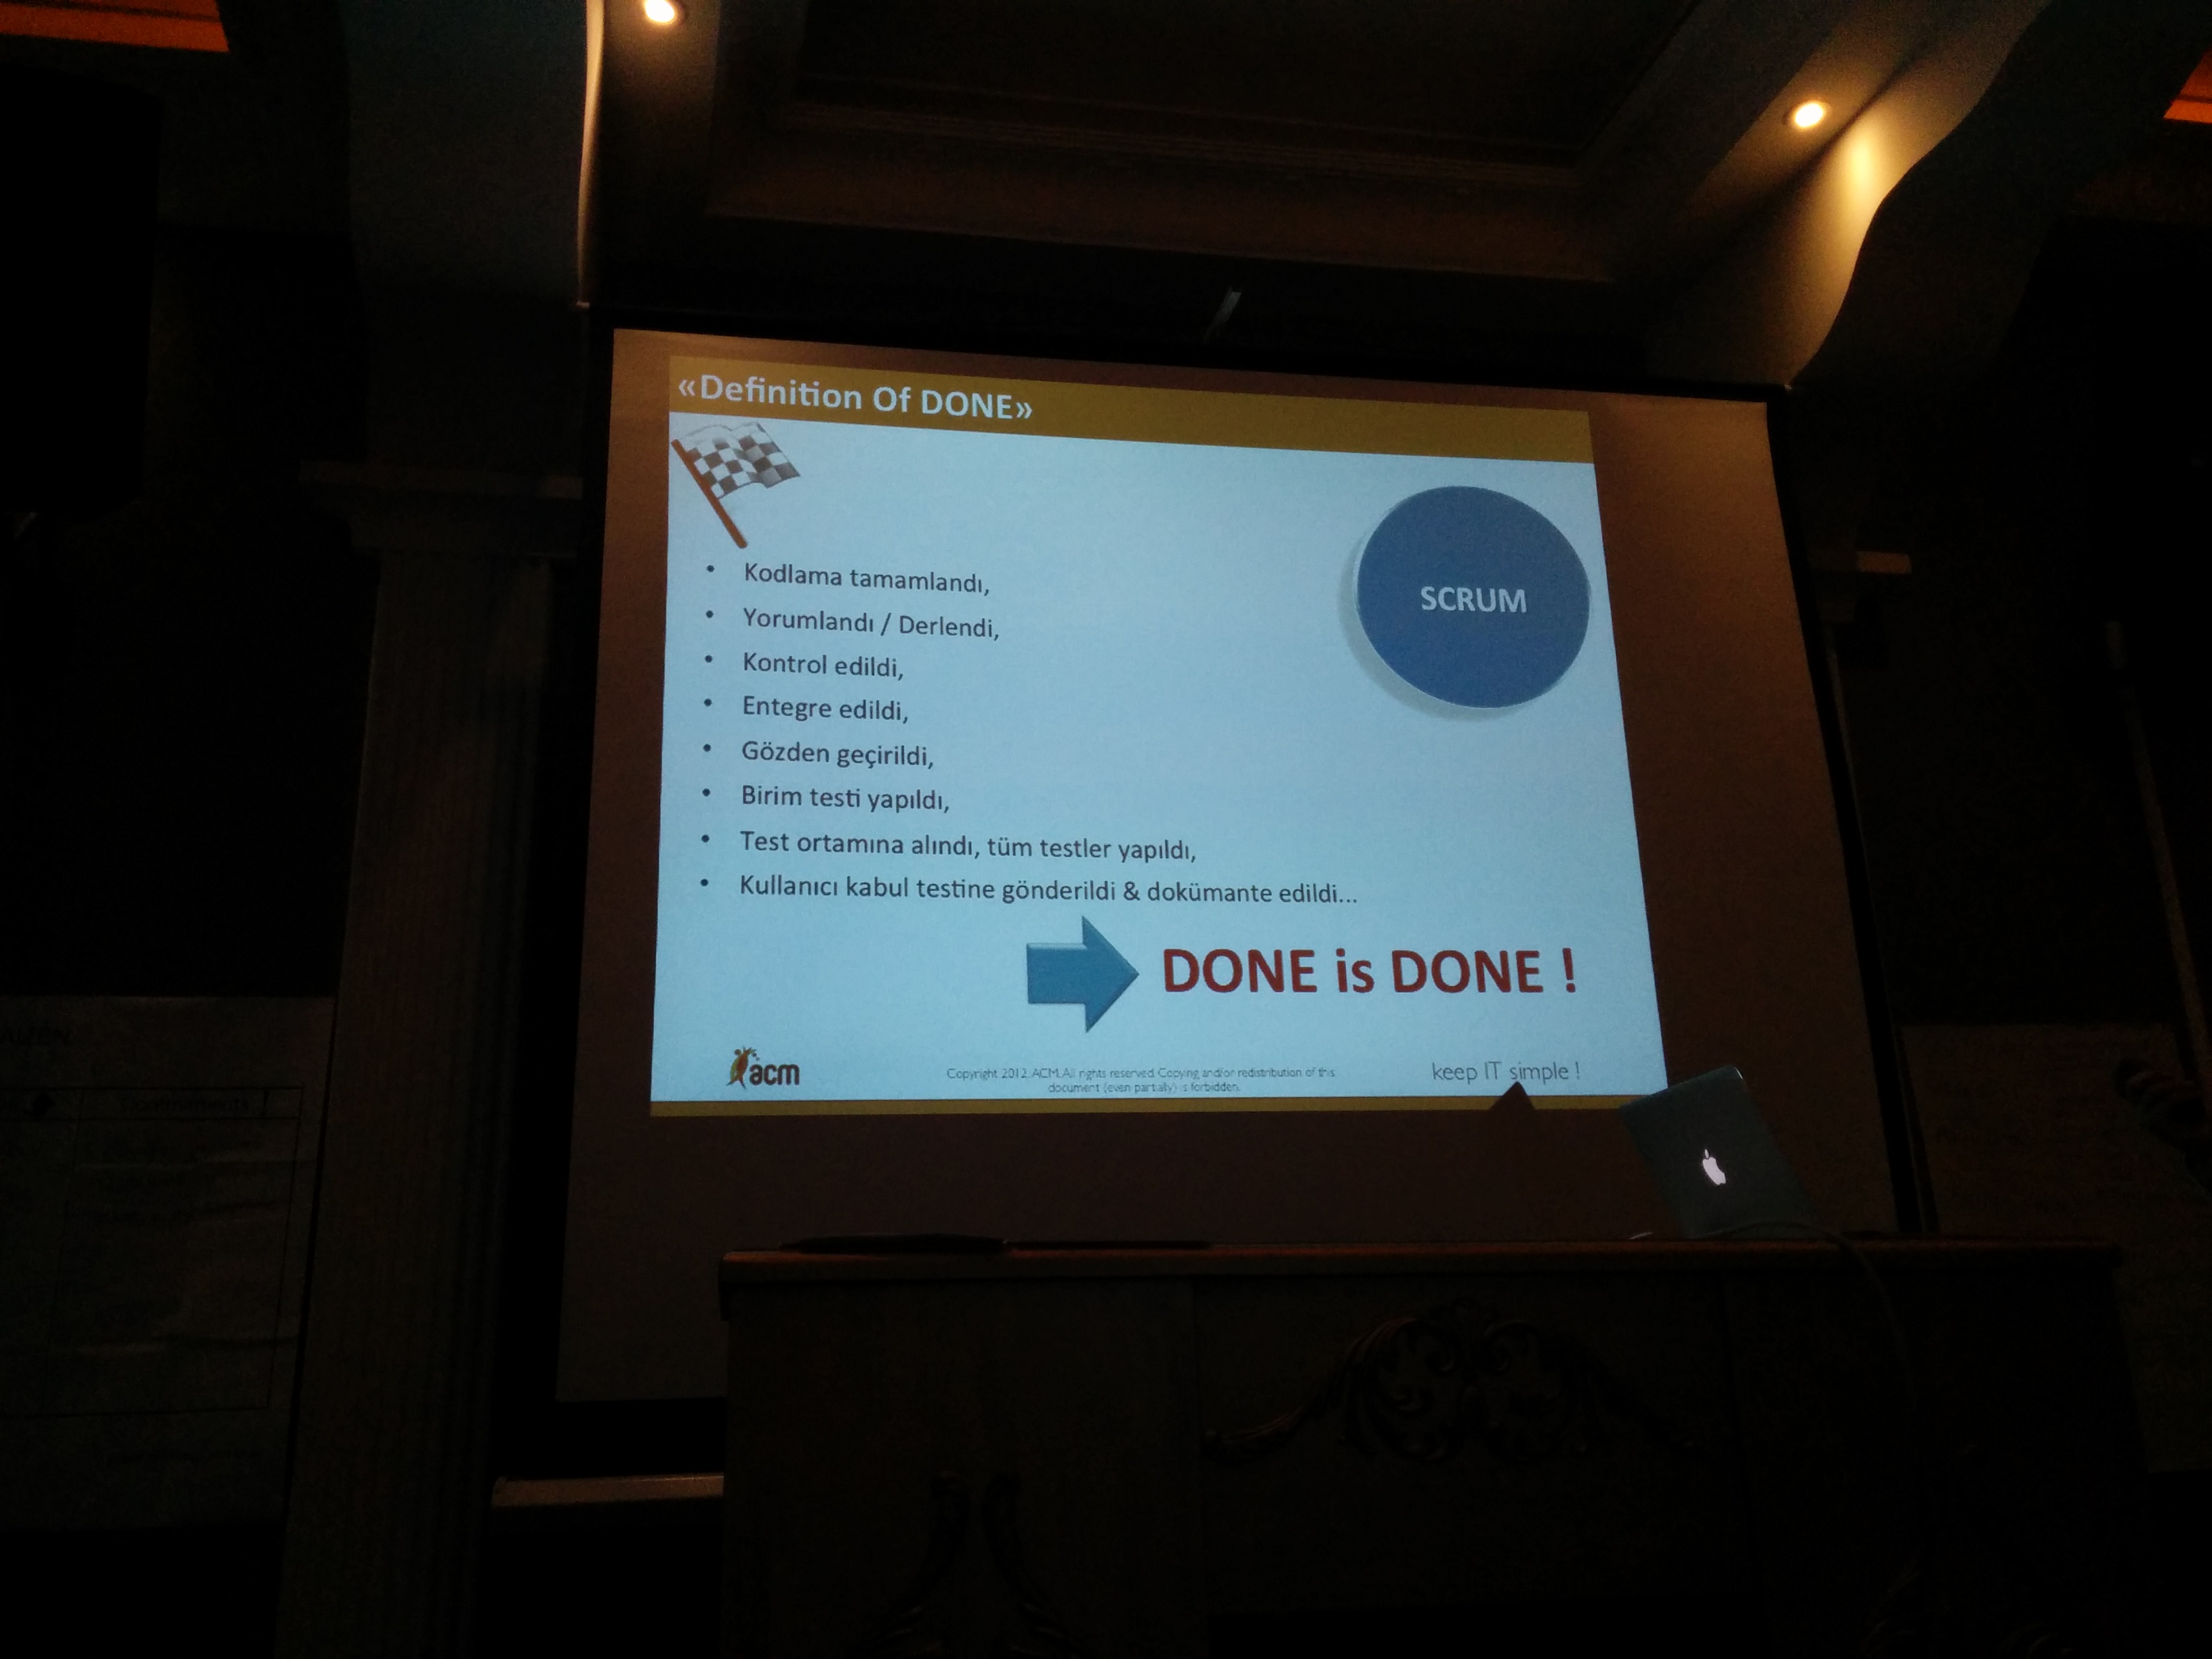 «Definition Of DONE»
SCRUM
• Kodlama tamamlandı,
• Yorumlandı / Derlendi,
• Kontrol edildi,
• Entegre edildi,
• Gözden geçirildi,
• Birim testi yapıldı,
• Test ortamına alındı, tüm testler yapıldı,
• Kullanıcı kabul testine gönderildi & dokümante edildi...
DONE is DONE !
acm
Copyright 2012. ACM. All rights reserved. Copying and/or redistribution of this
document (even partially) is forbidden.
keep IT simple !